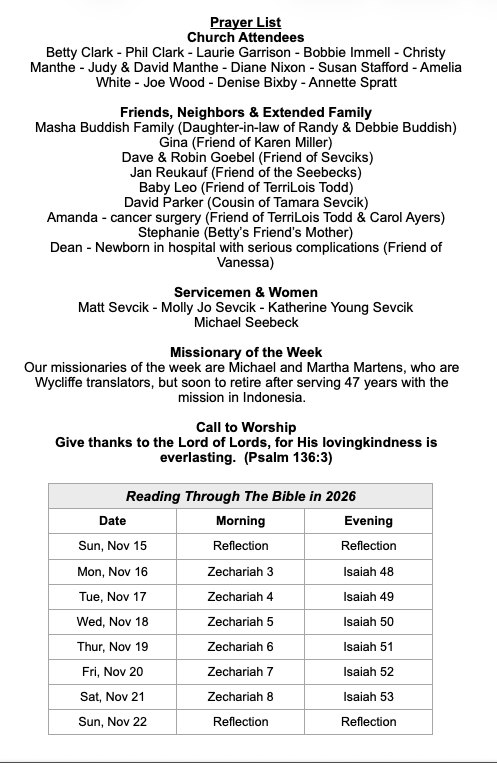 Prayer List
Church Attendees
Betty Clark - Phil Clark - Laurie Garrison - Bobbie Immell - Christy
Manthe - Judy & David Manthe - Diane Nixon - Susan Stafford - Amelia
White - Joe Wood - Denise Bixby - Annette Spratt
Friends, Neighbors & Extended Family
Masha Buddish Family (Daughter-in-law of Randy & Debbie Buddish)
Gina (Friend of Karen Miller)
Dave & Robin Goebel (Friend of Sevciks)
Jan Reukauf (Friend of the Seebecks)
Baby Leo (Friend of TerriLois Todd)
David Parker (Cousin of Tamara Sevcik)
Amanda - cancer surgery (Friend of TerriLois Todd & Carol Ayers)
Stephanie (Betty’s Friend’s Mother)
Dean - Newborn in hospital with serious complications (Friend of
Vanessa)
Servicemen & Women
Matt Sevcik - Molly Jo Sevcik - Katherine Young Sevcik
Michael Seebeck
Missionary of the Week
Our missionaries of the week are Michael and Martha Martens, who are
Wycliffe translators, but soon to retire after serving 47 years with the
mission in Indonesia.
Call to Worship
Give thanks to the Lord of Lords, for His lovingkindness is
everlasting.  (Psalm 136:3)
Reading Through The Bible in 2026
Date Morning Evening
Sun, Nov 15 Reflection Reflection
Mon, Nov 16 Zechariah 3 Isaiah 48
Tue, Nov 17 Zechariah 4 Isaiah 49
Wed, Nov 18 Zechariah 5 Isaiah 50
Thur, Nov 19 Zechariah 6 Isaiah 51
Fri, Nov 20 Zechariah 7 Isaiah 52
Sat, Nov 21 Zechariah 8 Isaiah 53
Sun, Nov 22 Reflection Reflection